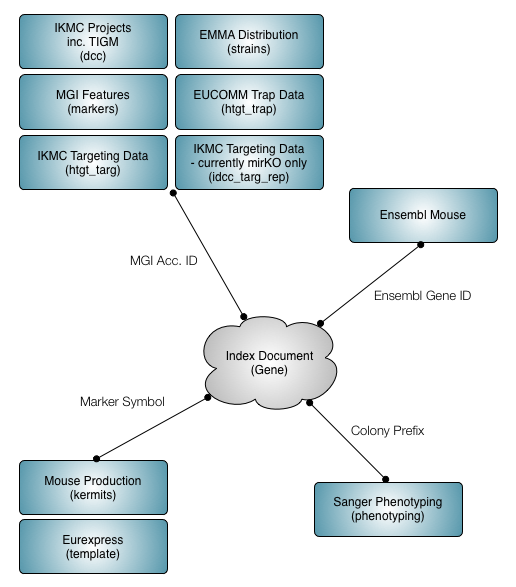 IKMC Projects
inc. TIGM
(dcc)
EMMA Distribution
(strains)
MGI Features
(markers)
EUCOMM Trap Data
(htgt_trap)
IKMC Targeting Data
(htgt_targ)
IKMC Targeting Data
- currently mirKO only
(idcc_targ_rep)
Ensembl Mouse
MGI Acc. ID
Ensembl Gene ID
Index Document
(Gene)
Marker Symbol
Colony Prefix
Mouse Production
(kermits)
Sanger Phenotyping
(phenotyping)
Eurexpress
(template)